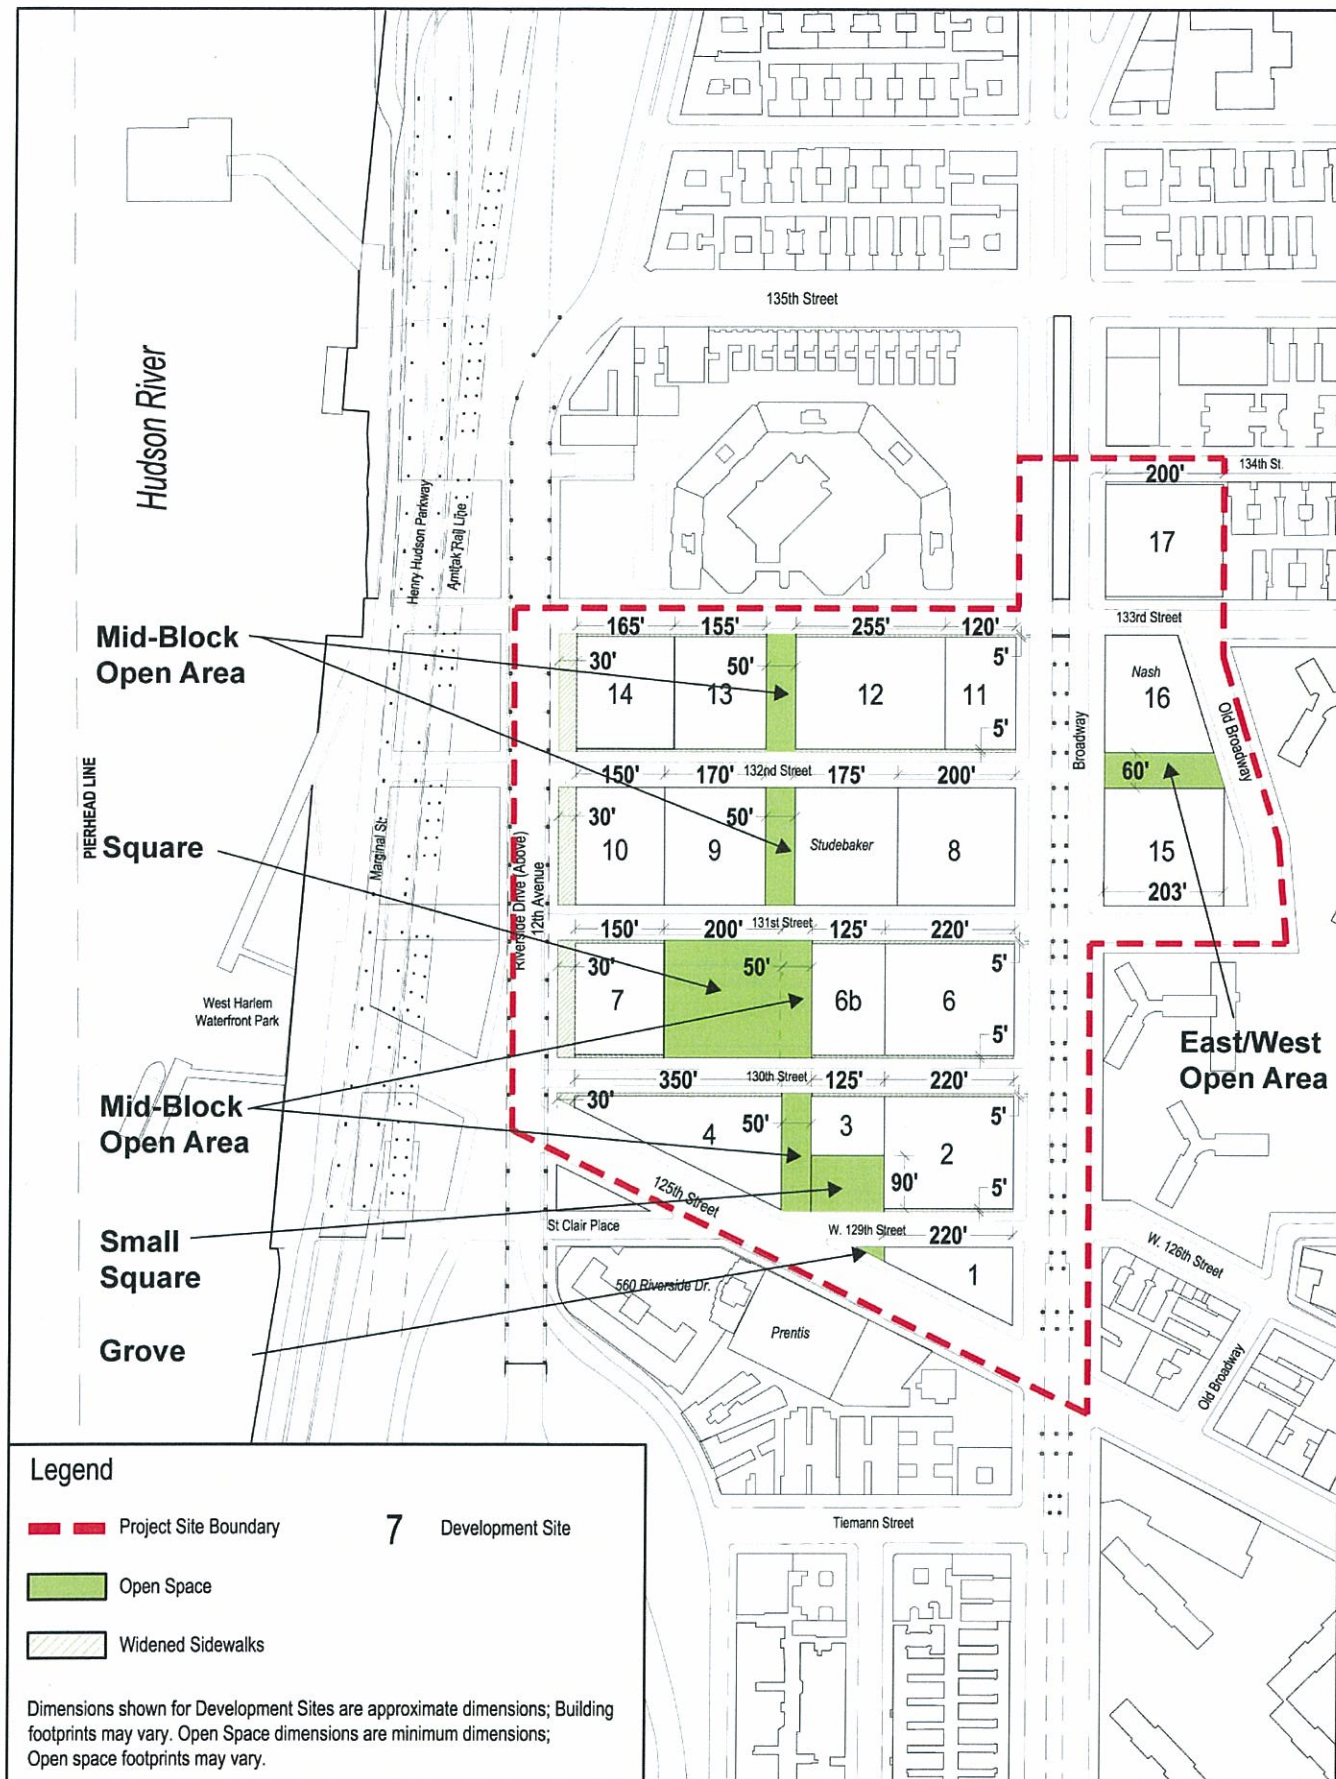 135th Street
Hudson River
134th St.
200'
Henry Hudson Parkway
Amtrak Rail Line
17
133rd Street
165' 155' 255' 120'
Mid-Block
Open Area
30' 50' 5'
14 13 12 11
Nash
16
5'
Old Broadway
Broadway
PIERHEAD LINE
150' 170' 132nd Street 175' 200'
60'
30' 50'
Marginal St.
Square
10 9 Studebaker 8
15
203'
Riverside Drive (Above)
12th Avenue
131st Street
150' 200' 125' 220'
30' 50' 5'
7 6b 6
West Harlem
Waterfront Park
5'
East/West
Open Area
350' 130th Street 125' 220'
Mid-Block
Open Area
30' 50' 5'
4 3 2
90'
5'
125th Street
St Clair Place
W. 129th Street
220'
Small
Square
W. 126th Street
1
560 Riverside Dr.
Prentis
Grove
Old Broadway
Legend
Project Site Boundary
7 Development Site
Open Space
Widened Sidewalks
Tiemann Street
Dimensions shown for Development Sites are approximate dimensions; Building
footprints may vary. Open Space dimensions are minimum dimensions;
Open space footprints may vary.